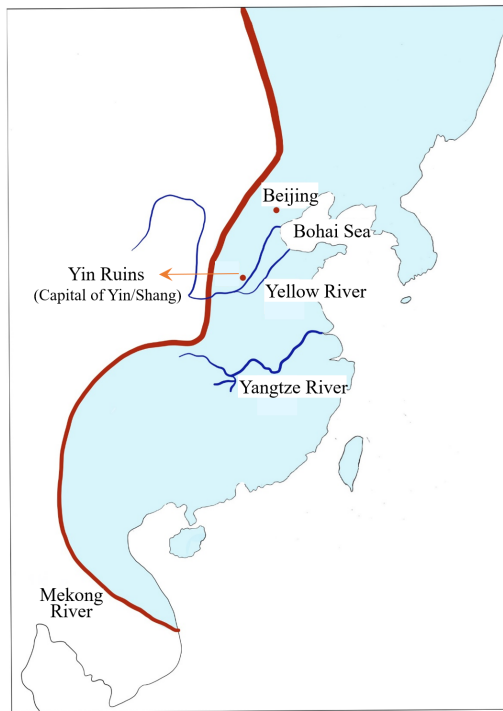 Beijing
Bohai Sea
Yin Ruins
(Capital of Yin/Shang)
Yellow River
Yangtze River
Mekong
River